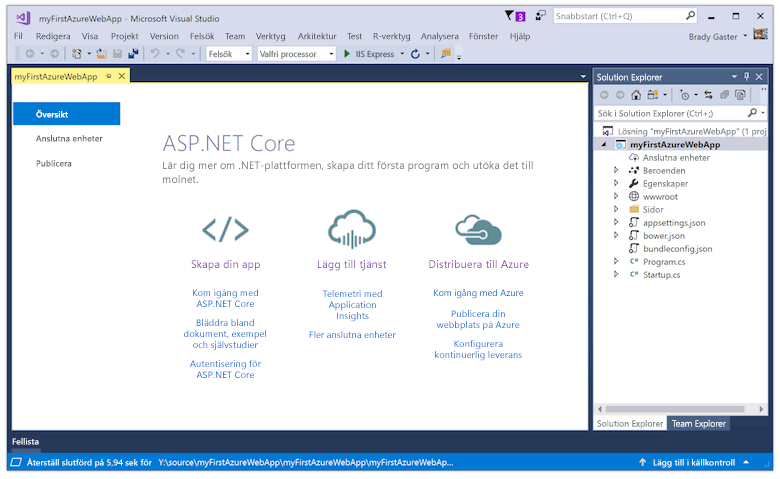 myFirstAzureWebApp - Microsoft Visual Studio
3
Snabbstart (Ctrl+Q)
Fil Redigera Visa Projekt Version Felsök Team Verktyg Arkitektur Test R-verktyg Analysera Fönster Hjälp
Brady Gaster
Felsök Valfri processor IIS Express
myFirstAzureWebApp
Översikt
Anslutna enheter
Publicera
ASP.NET Core
Lär dig mer om .NET-plattformen, skapa ditt första program och utöka det till
molnet.
Skapa din app
Kom igång med
ASP.NET Core
Bläddra bland
dokument, exempel
och självstudier
Autentisering för
ASP.NET Core
Lägg till tjänst
Telemetri med
Application
Insights
Fler anslutna enheter
Distribuera till Azure
Kom igång med Azure
Publicera din
webbplats på Azure
Konfigurera
kontinuerlig leverans
Solution Explorer
Sök i Solution Explorer (Ctrl+;)
Lösning "myFirstAzureWebApp" (1 proj
myFirstAzureWebApp
Anslutna enheter
Beroenden
Egenskaper
wwwroot
Sidor
appsettings.json
bower.json
bundleconfig.json
C# Program.cs
C# Startup.cs
Solution Explorer Team Explorer
Fellista
Återställ slutförd på 5,94 sek för Y:\source\myFirstAzureWebApp\myFirstAzureWebApp\myFirstAzureWebAp...
Lägg till i källkontroll